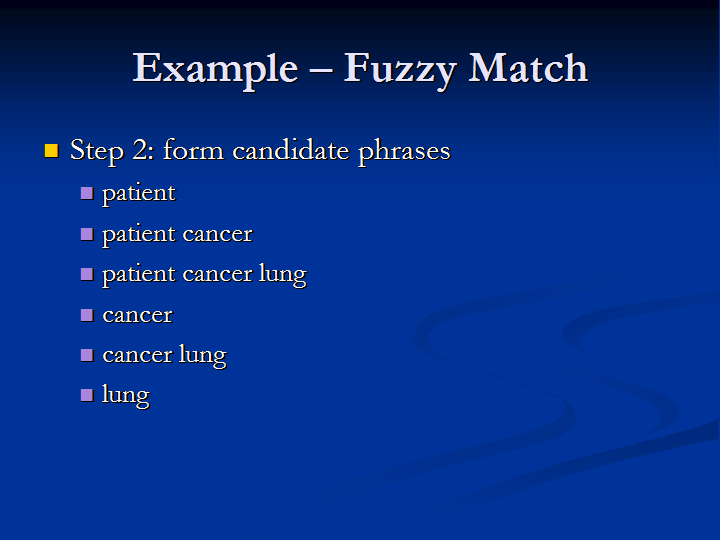 Example – Fuzzy Match
Step 2: form candidate phrases
patient
patient cancer
patient cancer lung
cancer
cancer lung
lung